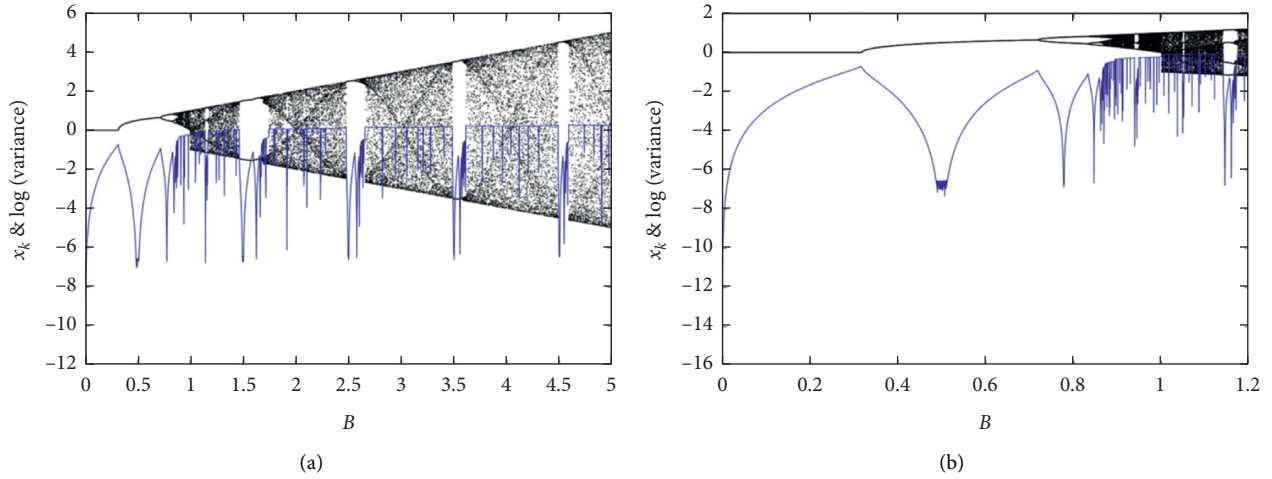 6
4
2
0
–2
–4
–6
–8
–10
–12
x_k & log (variance)
0 0.5 1 1.5 2 2.5 3 3.5 4 4.5 5
B
(a)
2
0
–2
–4
–6
–8
–10
–12
–14
–16
x_k & log (variance)
0 0.2 0.4 0.6 0.8 1 1.2
B
(b)